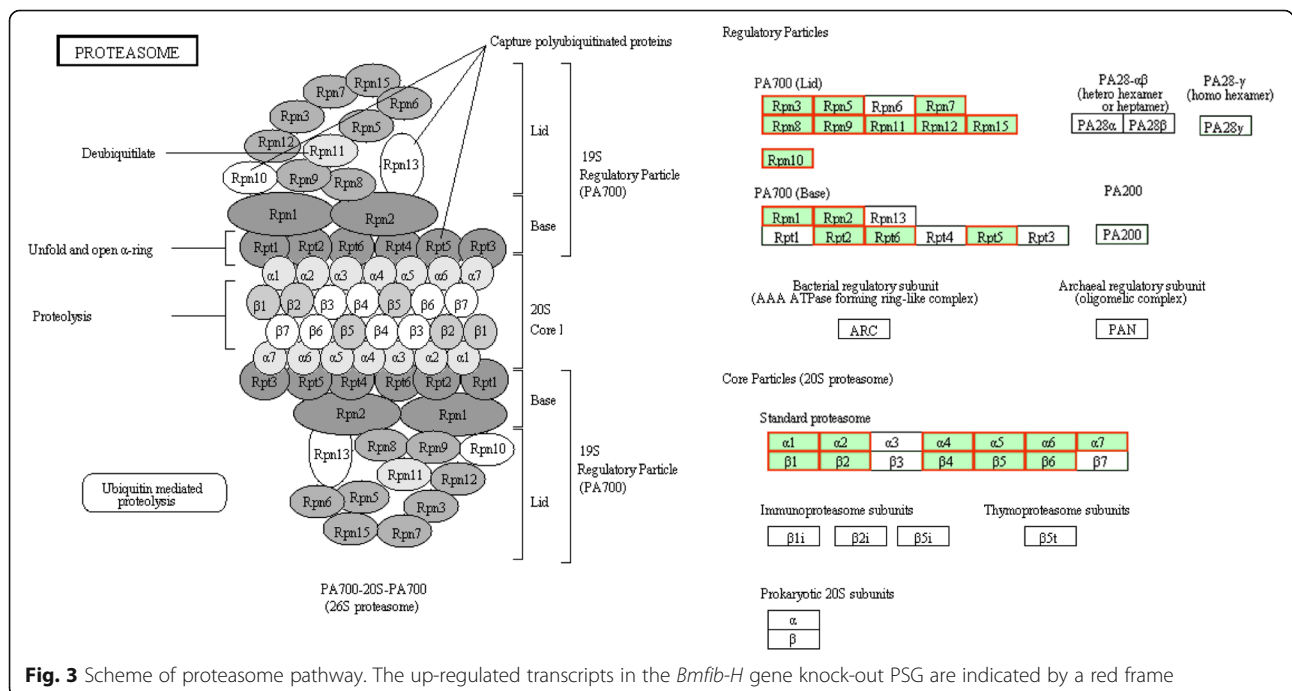 PROTEASOME
Capture polyubiquitinated proteins
Rpn15
Rpn7
Rpn6
Rpn3
Rpn5
Rpn12
Deubiquitilate
Rpn11
Rpn13
Rpn10
Rpn9
Rpn8
Lid
19S
Regulatory Particle
(PA700)
Rpn1
Rpn2
Base
Unfold and open α-ring
Rpt1
Rpt2
Rpt6
Rpt4
Rpt5
Rpt3
α1
α2
α3
α4
α5
α6
α7
Proteolysis
β1
β2
β3
β4
β5
β6
β7
20S
Core l
β7
β6
β5
β4
β3
β2
β1
α7
α6
α5
α4
α3
α2
α1
Rpt3
Rpt5
Rpt4
Rpt6
Rpt2
Rpt1
Base
Rpn2
Rpn1
Rpn13
Rpn8
Rpn9
Rpn10
19S
Regulatory Particle
(PA700)
Rpn11
Rpn12
Ubiquitin mediated
proteolysis
Rpn6
Rpn5
Rpn3
Lid
Rpn15
Rpn7
PA700-20S-PA700
(26S proteasome)
Regulatory Particles
PA700 (Lid)
Rpn3 Rpn5 Rpn6 Rpn7
Rpn8 Rpn9 Rpn11 Rpn12 Rpn15
Rpn10
PA28-αβ
(hetero hexamer
or heptamer)
PA28α PA28β
PA28-γ
(homo hexamer)
PA28γ
PA700 (Base)
Rpn1 Rpn2 Rpn13
Rpt1 Rpt2 Rpt6 Rpt4 Rpt5 Rpt3
PA200
PA200
Bacterial regulatory subunit
(AAA ATPase forming ring-like complex)
ARC
Archaeal regulatory subunit
(oligomelic complex)
PAN
Core Particles (20S proteasome)
Standard proteasome
α1 α2 α3 α4 α5 α6 α7
β1 β2 β3 β4 β5 β6 β7
Immunoproteasome subunits
β1i β2i β5i
Thymoproteasome subunits
β5t
Prokaryotic 20S subunits
α
β
Fig. 3 Scheme of proteasome pathway. The up-regulated transcripts in the Bmfib-H gene knock-out PSG are indicated by a red frame